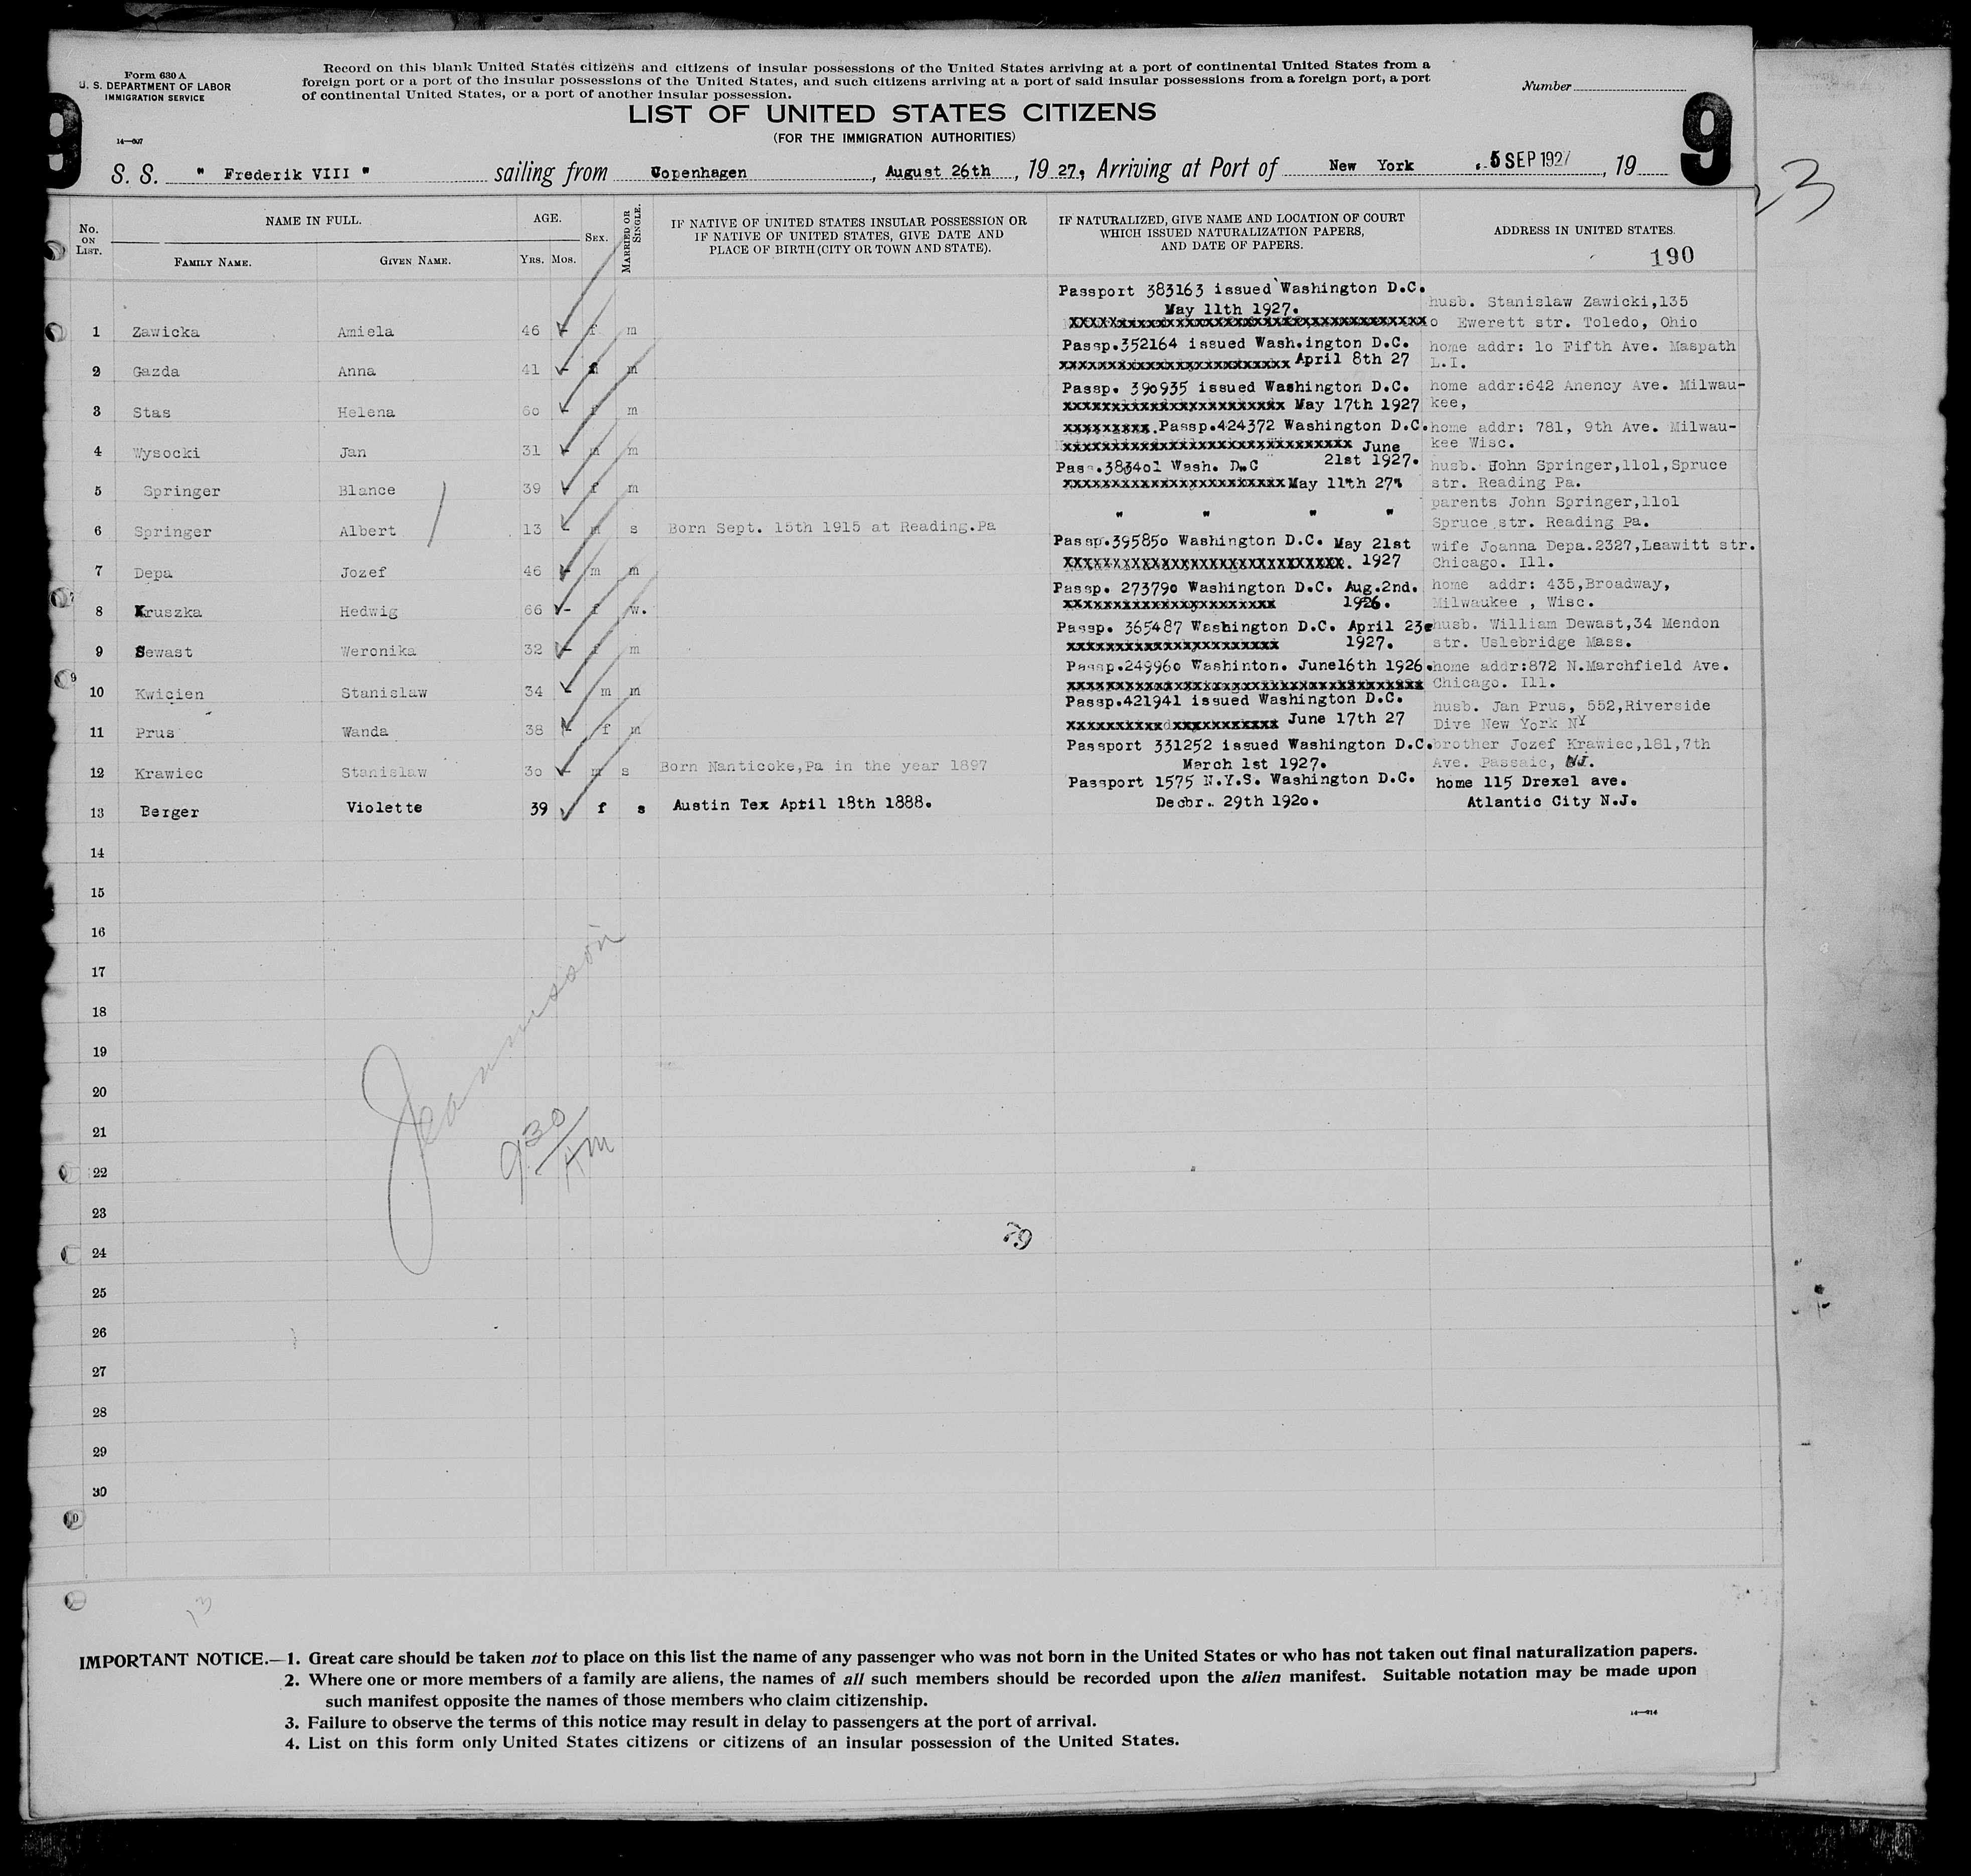 Form 630 A
U. S. DEPARTMENT OF LABOR
IMMIGRATION SERVICE
14—607
Record on this blank United States citizens and citizens of insular possessions of the United States arriving at a port of continental United States from a
foreign port or a port of the insular possessions of the United States, and such citizens arriving at a port of said insular possessions from a foreign port, a port
of continental United States, or a port of another insular possession.
Number
9
9
LIST OF UNITED STATES CITIZENS
(FOR THE IMMIGRATION AUTHORITIES)
S. S. " Frederik VIII " sailing from Copenhagen, August 26th, 19 27, Arriving at Port of New York, 5 SEP 1927, 19
23
No. ON LIST.
NAME IN FULL.
FAMILY NAME.
GIVEN NAME.
AGE.
YRS. MOS.
SEX.
MARRIED OR SINGLE.
IF NATIVE OF UNITED STATES INSULAR POSSESSION OR
IF NATIVE OF UNITED STATES, GIVE DATE AND
PLACE OF BIRTH (CITY OR TOWN AND STATE).
IF NATURALIZED, GIVE NAME AND LOCATION OF COURT
WHICH ISSUED NATURALIZATION PAPERS,
AND DATE OF PAPERS.
ADDRESS IN UNITED STATES.
190
1 Zawicka Amiela 46 f m Passport 383163 issued Washington D.C. May 11th 1927. husb. Stanislaw Zawicki,135 Ewerett str. Toledo, Ohio
2 Gazda Anna 41 f m Passp.352164 issued Wash.ington D.C. April 8th 27 home addr: 1o Fifth Ave. Maspath L.I.
3 Stas Helena 6o f m Passp. 39o935 issued Washington D.C. May 17th 1927 home addr:642 Anency Ave. Milwau-kee,
4 Wysocki Jan 31 m m Passp.424372 Washington D.C. June 21st 1927. home addr: 781, 9th Ave. Milwau-kee Wisc.
5 Springer Blance 39 f m Pass.3834o1 Wash. D.C May 11th 27 husb. Hohn Springer,11o1,Spruce str. Reading Pa.
6 Springer Albert 13 m s Born Sept. 15th 1915 at Reading.Pa " " " " parents John Springer,11o1 Spruce str. Reading Pa.
7 Depa Jozef 46 m m Passp.39585o Washington D.C. May 21st 1927 wife Joanna Depa.2327,Leawitt str. Chicago. Ill.
8 Kruszka Hedwig 66 f w. Passp. 27379o Washington D.C. Aug.2nd. 1926. home addr: 435,Broadway, Milwaukee , Wisc.
9 Sewast Weronika 32 f m Passp. 365487 Washington D.C. April 23 1927. husb. William Dewast,34 Mendon str. Uslebridge Mass.
10 Kwicien Stanislaw 34 m m Passp.24996o Washinton. June16th 1926. home addr:872 N.Marchfield Ave. Chicago. Ill.
11 Prus Wanda 38 f m Passp.421941 issued Washington D.C. June 17th 27 husb. Jan Prus, 552,Riverside Dive New York NY
12 Krawiec Stanislaw 3o m s Born Nanticoke,Pa in the year 1897 Passport 331252 issued Washington D.C. March 1st 1927. brother Jozef Krawiec,181,7th Ave. Passaic, NJ.
13 Berger Violette 39 f s Austin Tex April 18th 1888. Passport 1575 N.Y.S. Washington D.C. Decbr. 29th 192o. home 115 Drexel ave. Atlantic City N.J.
14
15
16
17
18
19
20
21
22
23
24
25
26
27
28
29
30
9 30 AM
13
IMPORTANT NOTICE.—1. Great care should be taken not to place on this list the name of any passenger who was not born in the United States or who has not taken out final naturalization papers.
2. Where one or more members of a family are aliens, the names of all such members should be recorded upon the alien manifest. Suitable notation may be made upon
such manifest opposite the names of those members who claim citizenship.
3. Failure to observe the terms of this notice may result in delay to passengers at the port of arrival.
4. List on this form only United States citizens or citizens of an insular possession of the United States.